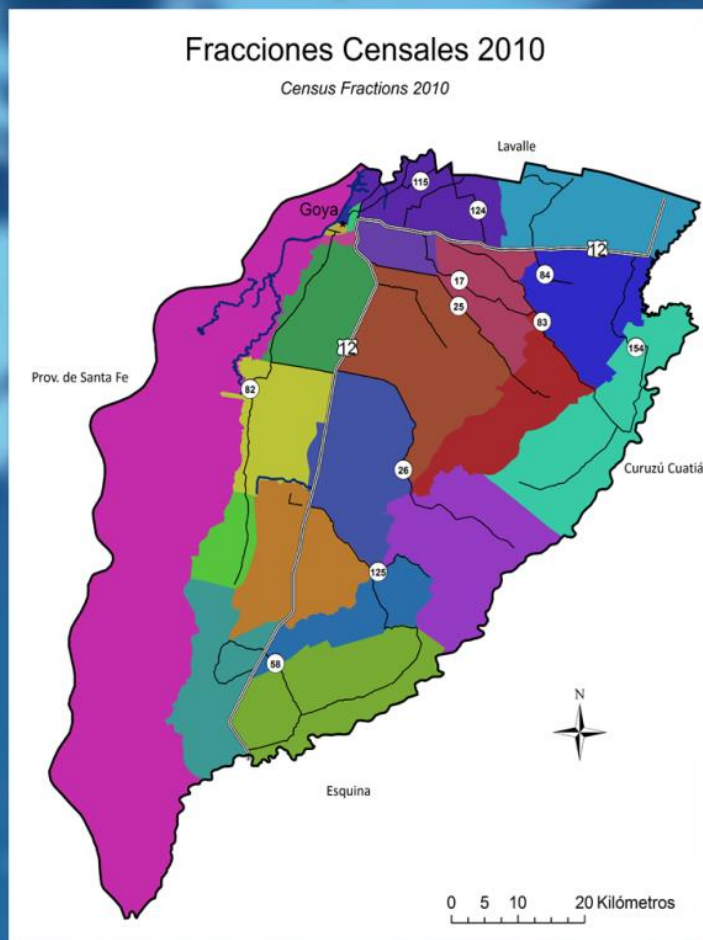 Fracciones Censales 2010
Census Fractions 2010
Lavalle
115
Goya
124
12
17
84
25
83
12
154
Prov. de Santa Fe
82
26
Curuzú Cuatiá
125
58
N
Esquina
0 5 10 20 Kilómetros